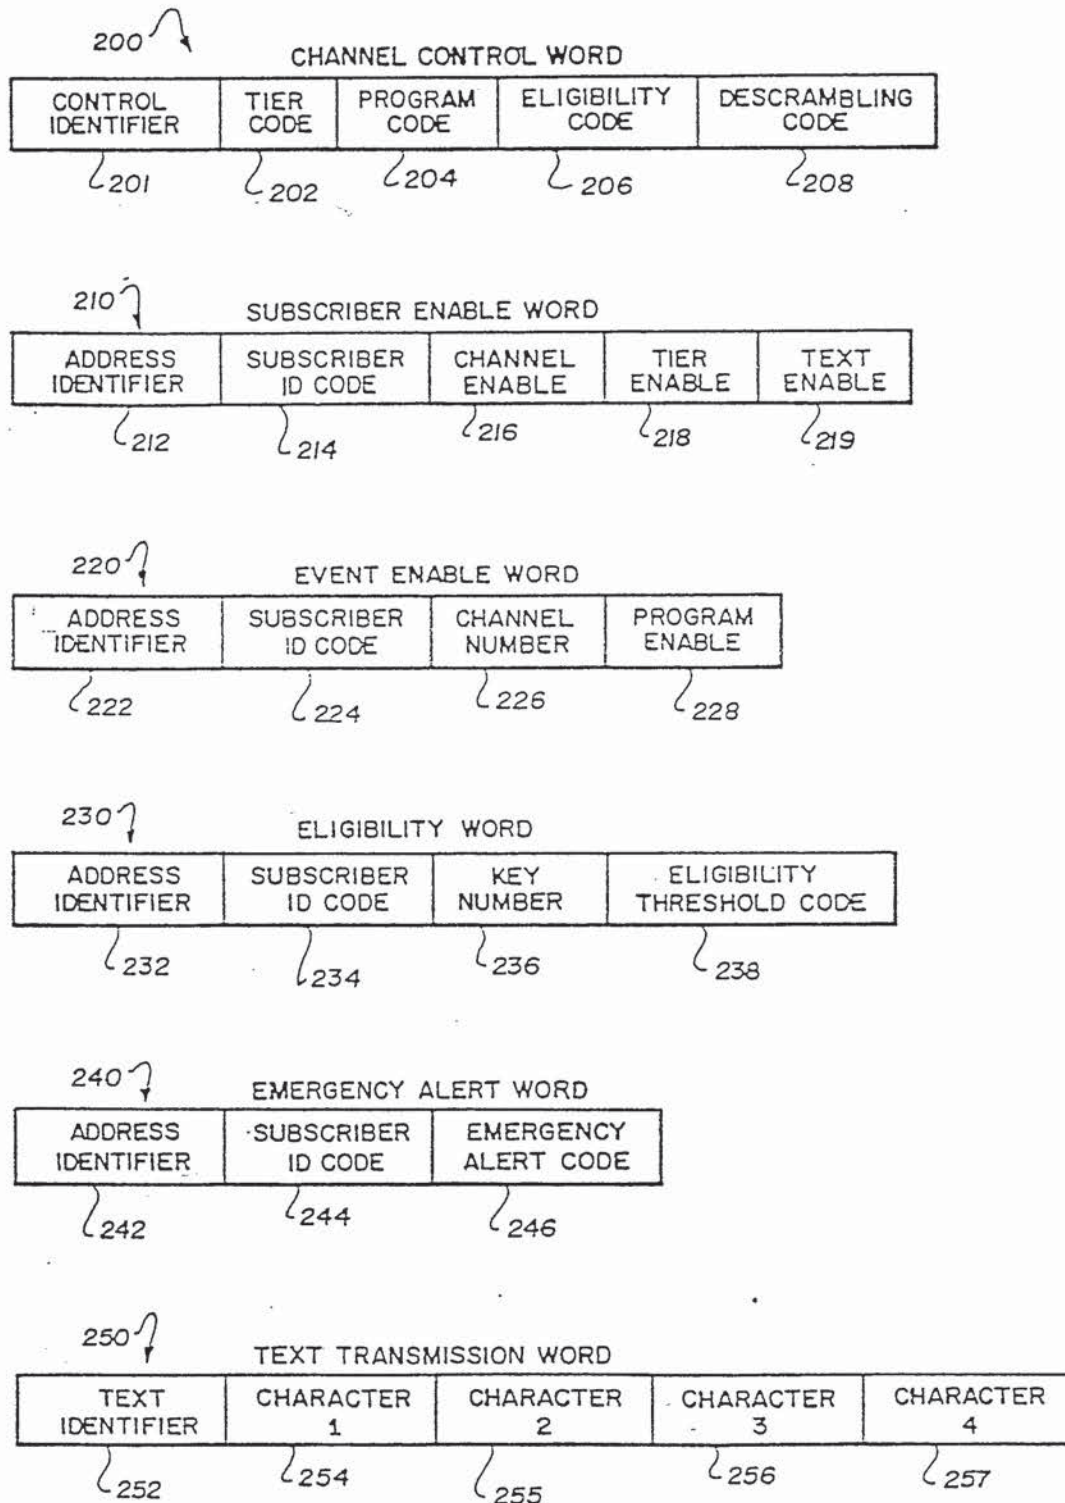 200
CHANNEL CONTROL WORD
CONTROL IDENTIFIER
TIER CODE
PROGRAM CODE
ELIGIBILITY CODE
DESCRAMBLING CODE
201
202
204
206
208
210
SUBSCRIBER ENABLE WORD
ADDRESS IDENTIFIER
SUBSCRIBER ID CODE
CHANNEL ENABLE
TIER ENABLE
TEXT ENABLE
212
214
216
218
219
220
EVENT ENABLE WORD
ADDRESS IDENTIFIER
SUBSCRIBER ID CODE
CHANNEL NUMBER
PROGRAM ENABLE
222
224
226
228
230
ELIGIBILITY WORD
ADDRESS IDENTIFIER
SUBSCRIBER ID CODE
KEY NUMBER
ELIGIBILITY THRESHOLD CODE
232
234
236
238
240
EMERGENCY ALERT WORD
ADDRESS IDENTIFIER
SUBSCRIBER ID CODE
EMERGENCY ALERT CODE
242
244
246
250
TEXT TRANSMISSION WORD
TEXT IDENTIFIER
CHARACTER 1
CHARACTER 2
CHARACTER 3
CHARACTER 4
252
254
255
256
257